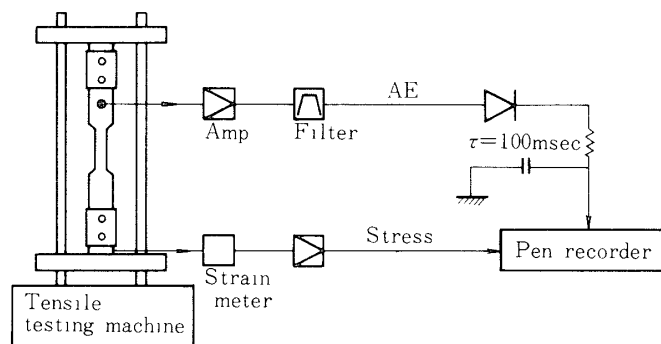 AE
Amp
Filter
τ=100msec
Stress
Strain
meter
Pen recorder
Tensile
testing machine